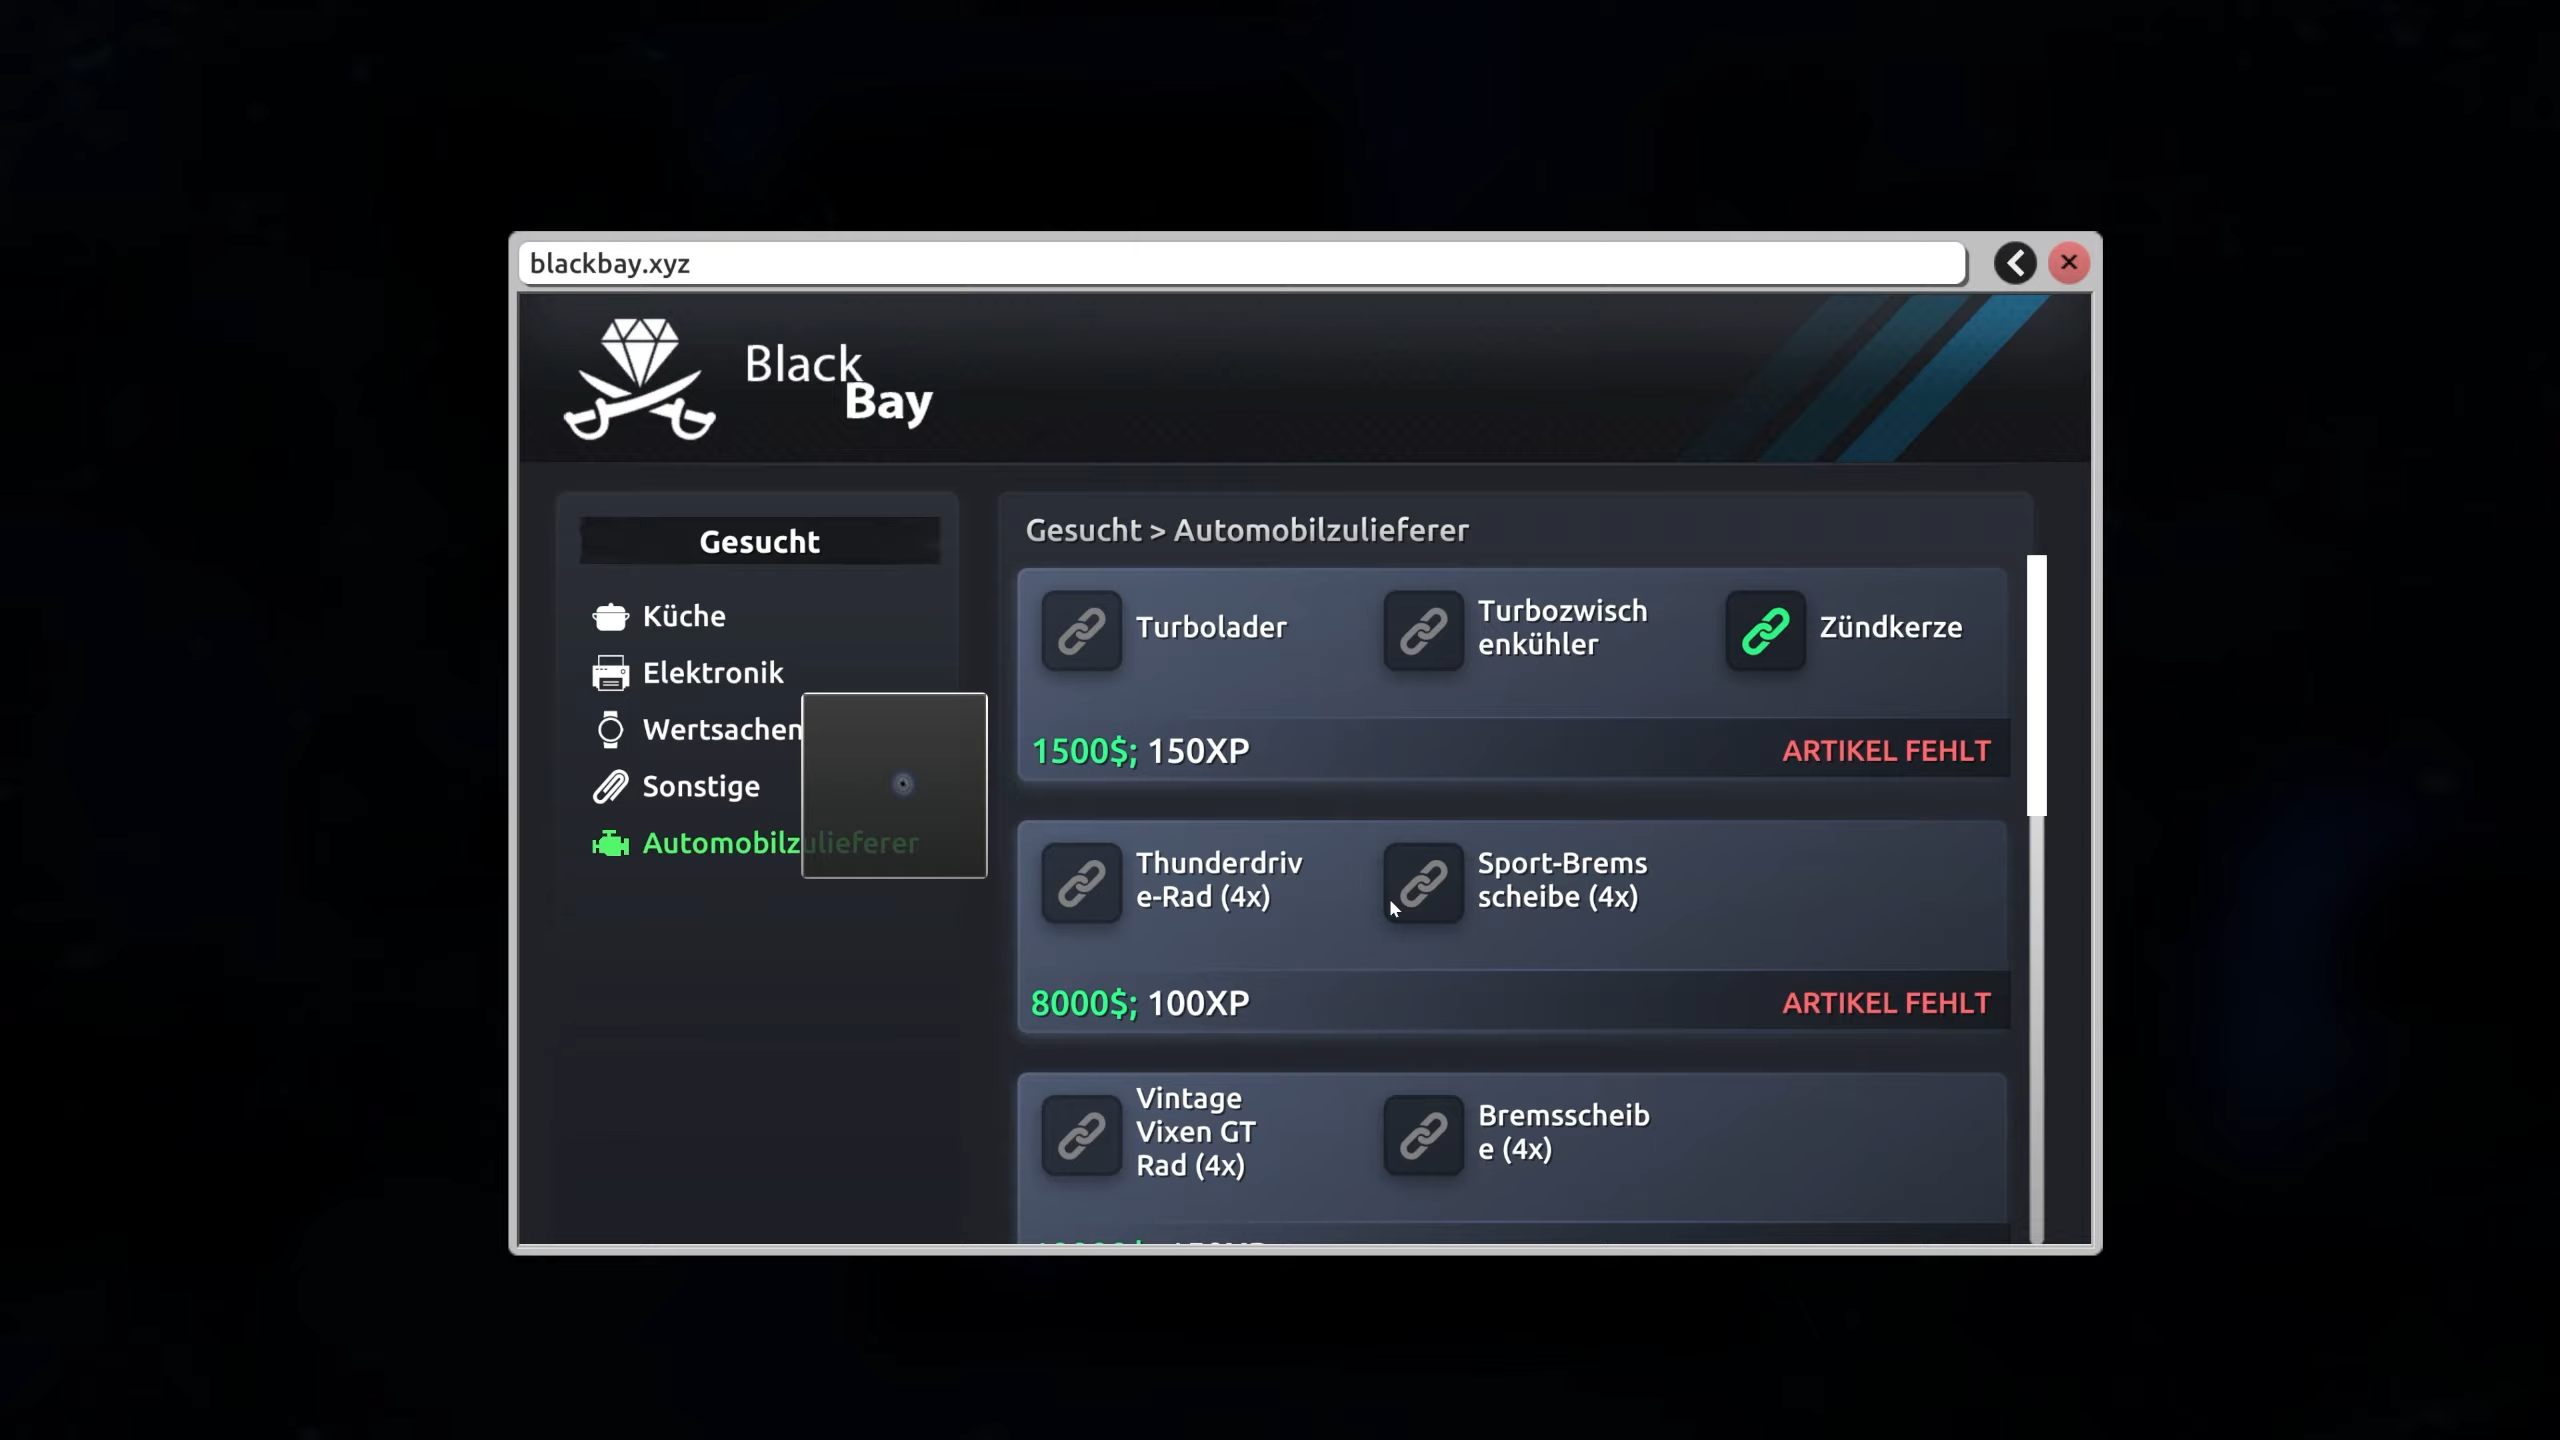 blackbay.xyz
Black
Bay
Gesucht
Küche
Elektronik
Wertsachen
Sonstige
Automobilzulieferer
Gesucht > Automobilzulieferer
Turbolader
Turbozwisch
enkühler
Zündkerze
1500$; 150XP
ARTIKEL FEHLT
Thunderdriv
e-Rad (4x)
Sport-Brems
scheibe (4x)
8000$; 100XP
ARTIKEL FEHLT
Vintage
Vixen GT
Rad (4x)
Bremsscheib
e (4x)